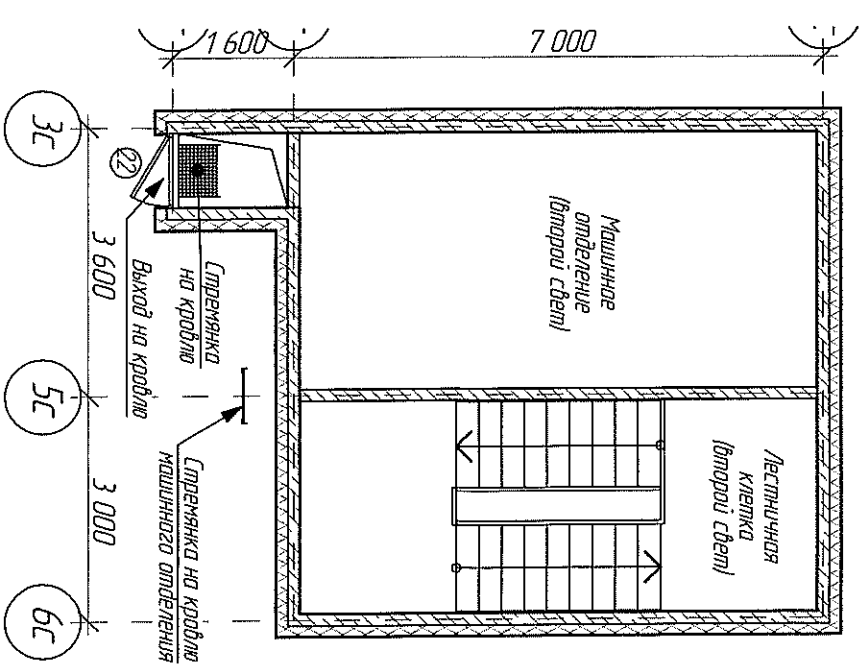 1 600
7 000
3с
5с
6с
3 600
3 000
22
Машинное
отделение
(второй свет)
Лестничная
клетка
(второй свет)
Стремянка
на кровлю
Выход на кровлю
Стремянка на кровлю
машинного отделения